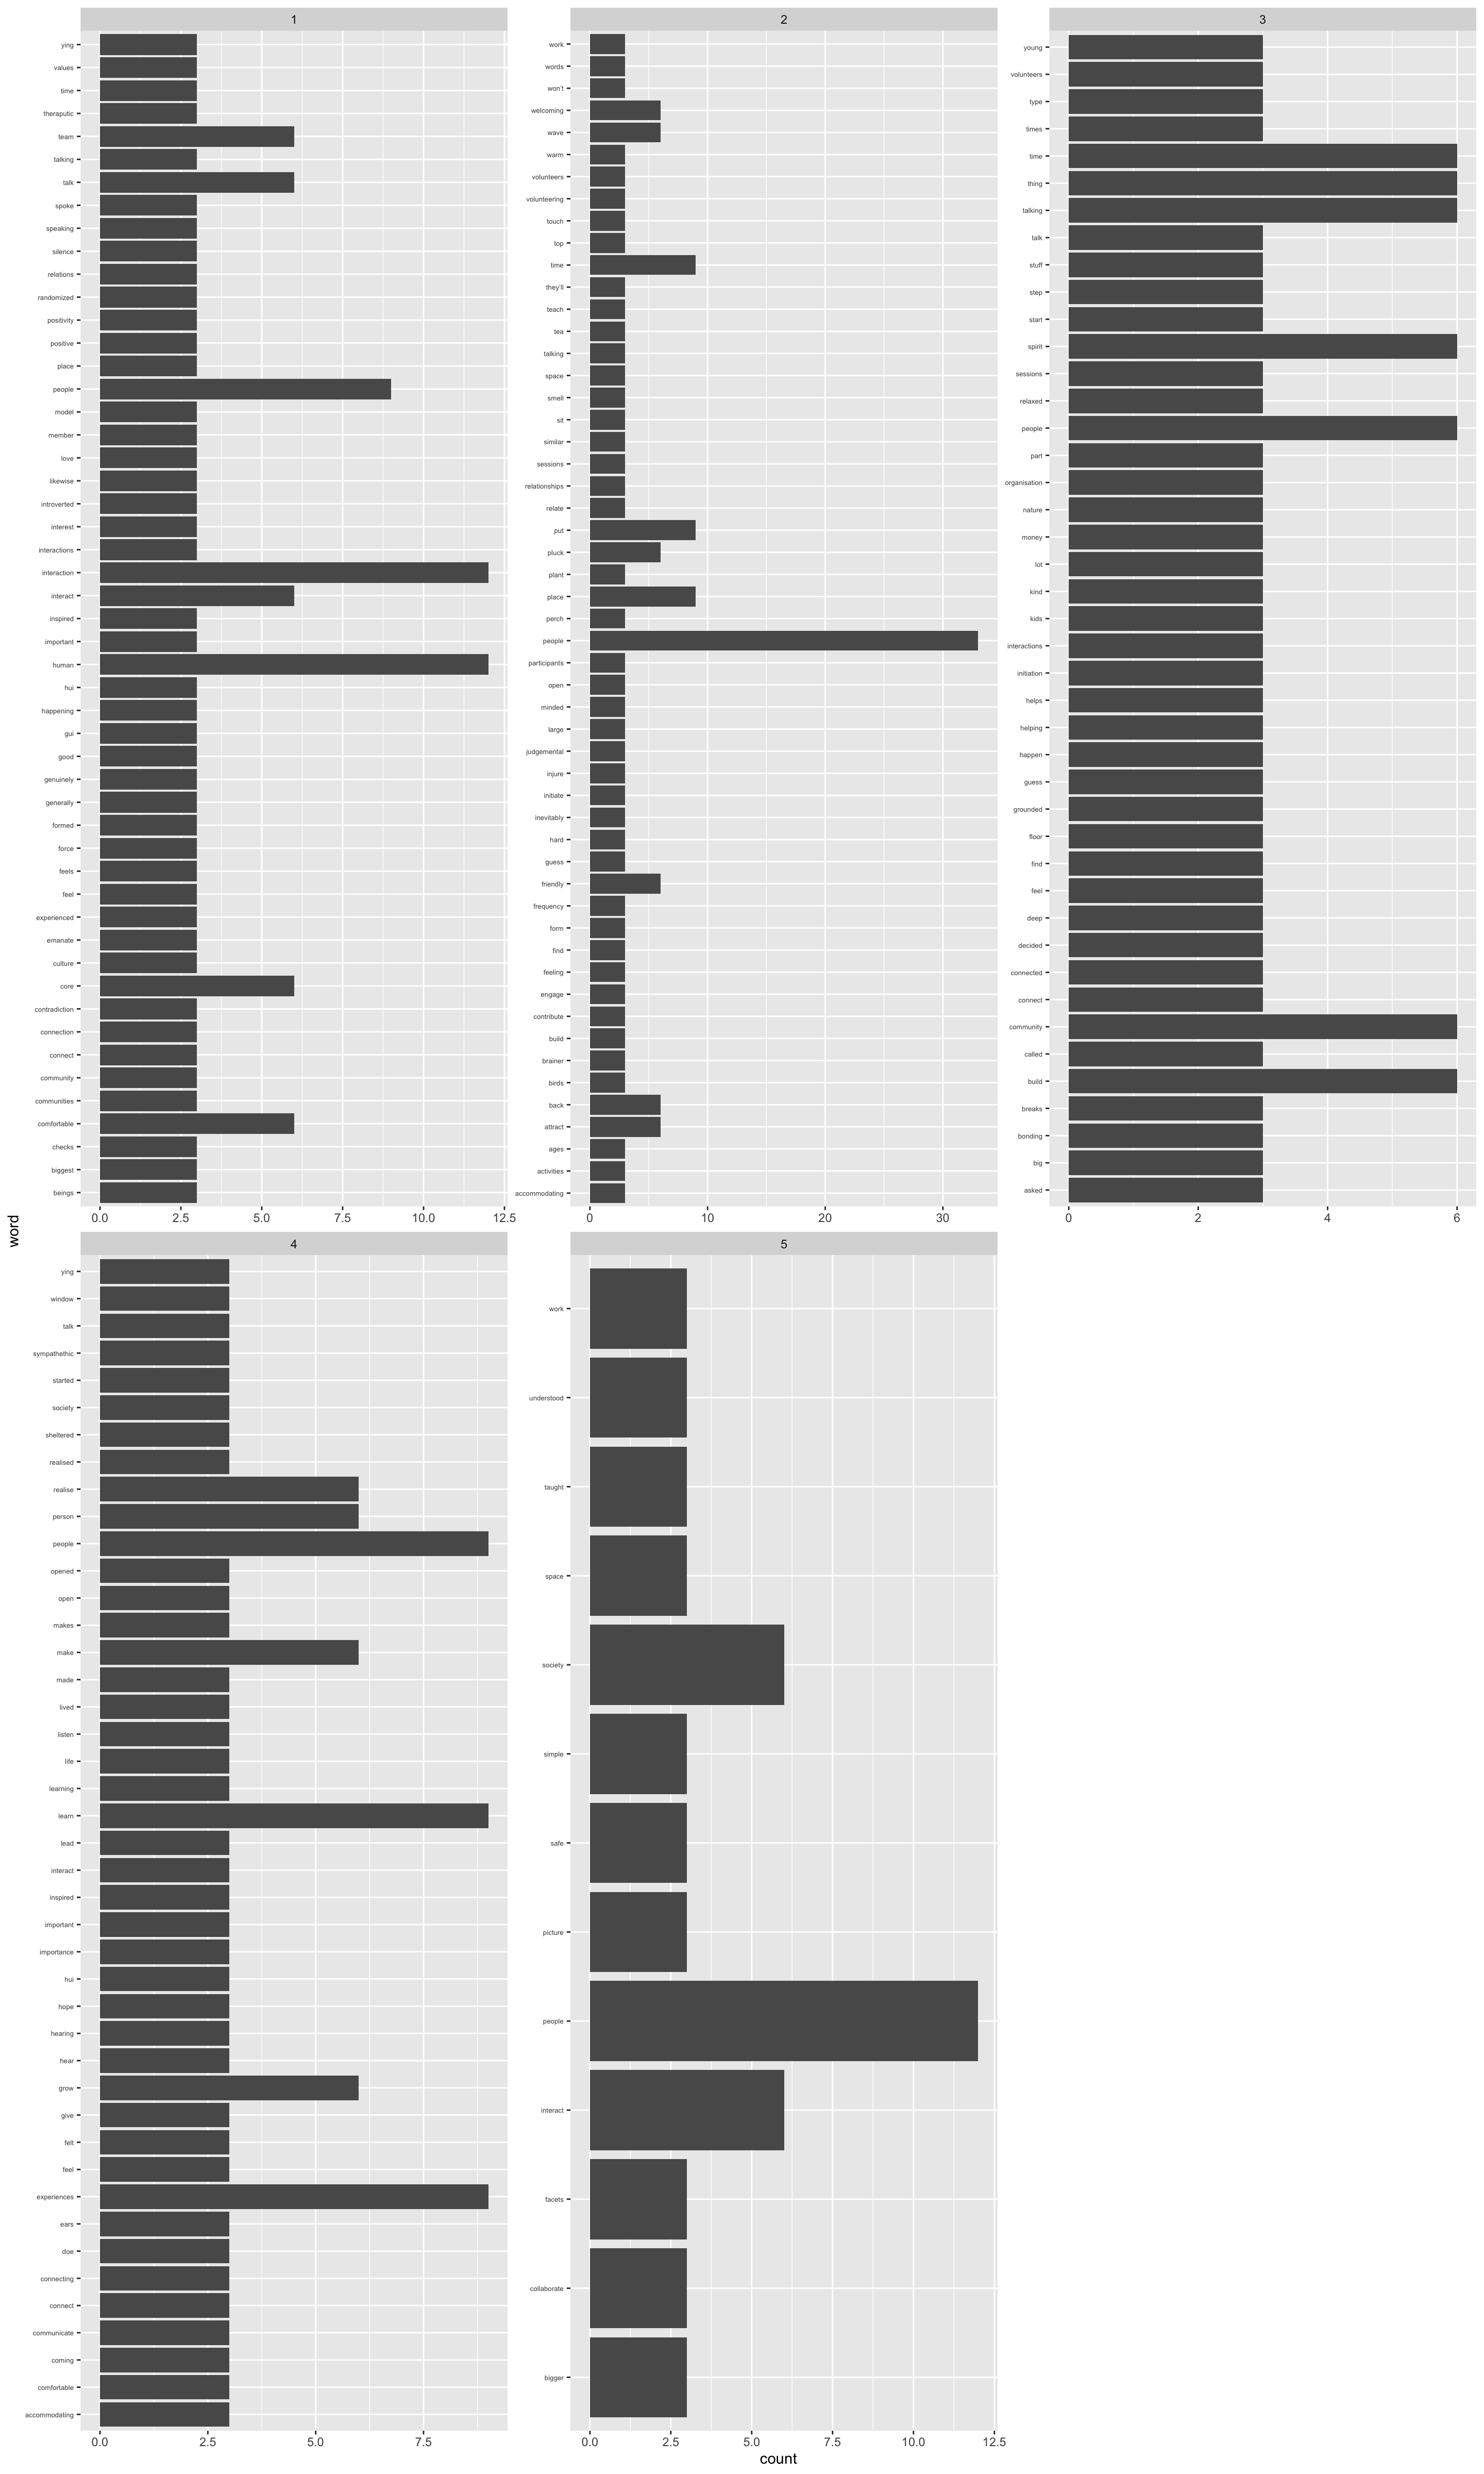 1
ying
values
time
theraputic
team
talking
talk
spoke
speaking
silence
relations
randomized
positivity
positive
place
people
model
member
love
likewise
introverted
interest
interactions
interaction
interact
inspired
important
human
hui
happening
gui
good
genuinely
generally
formed
force
feels
feel
experienced
emanate
culture
core
contradiction
connection
connect
community
communities
comfortable
checks
biggest
beings
0.0 2.5 5.0 7.5 10.0 12.5
2
work
words
won't
welcoming
wave
warm
volunteers
volunteering
touch
top
time
they'll
teach
tea
talking
space
smell
sit
similar
sessions
relationships
relate
put
pluck
plant
place
perch
people
participants
open
minded
large
judgemental
injure
initiate
inevitably
hard
guess
friendly
frequency
form
find
feeling
engage
contribute
build
brainer
birds
back
attract
ages
activities
accommodating
0 10 20 30
3
young
volunteers
type
times
time
thing
talking
talk
stuff
step
start
spirit
sessions
relaxed
people
part
organisation
nature
money
lot
kind
kids
interactions
initiation
helps
helping
happen
guess
grounded
floor
find
feel
deep
decided
connected
connect
community
called
build
breaks
bonding
big
asked
0 2 4 6
word
4
ying
window
talk
sympathethic
started
society
sheltered
realised
realise
person
people
opened
open
makes
make
made
lived
listen
life
learning
learn
lead
interact
inspired
important
importance
hui
hope
hearing
hear
grow
give
felt
feel
experiences
ears
doe
connecting
connect
communicate
coming
comfortable
accommodating
0.0 2.5 5.0 7.5
5
work
understood
taught
space
society
simple
safe
picture
people
interact
facets
collaborate
bigger
0.0 2.5 5.0 7.5 10.0 12.5
count